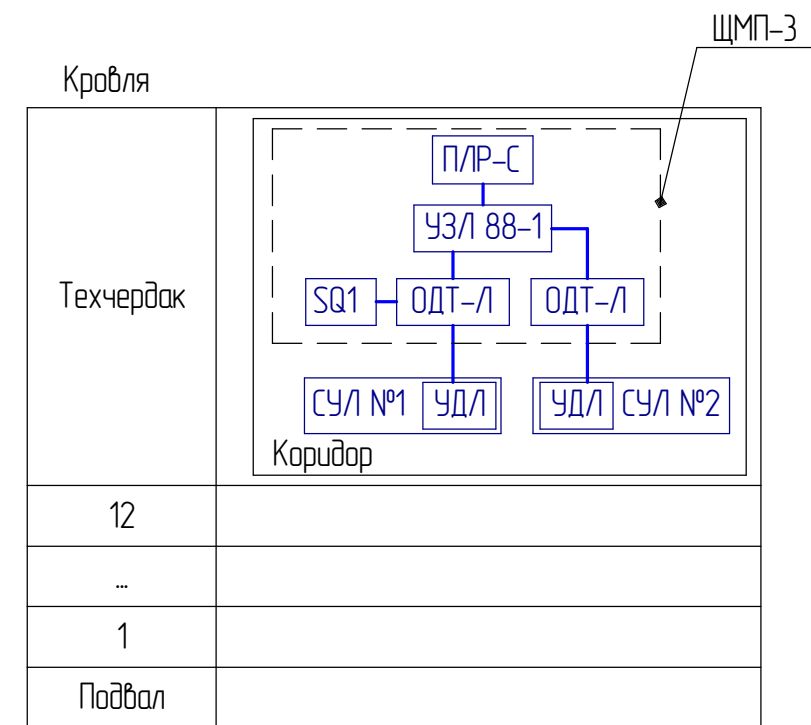 ЩМП-3
Кровля
Техчердак
ПЛР-С
УЗЛ 88-1
SQ1
ОДТ-Л
ОДТ-Л
СУЛ №1
УДЛ
УДЛ
СУЛ №2
Коридор
12
...
1
Подвал